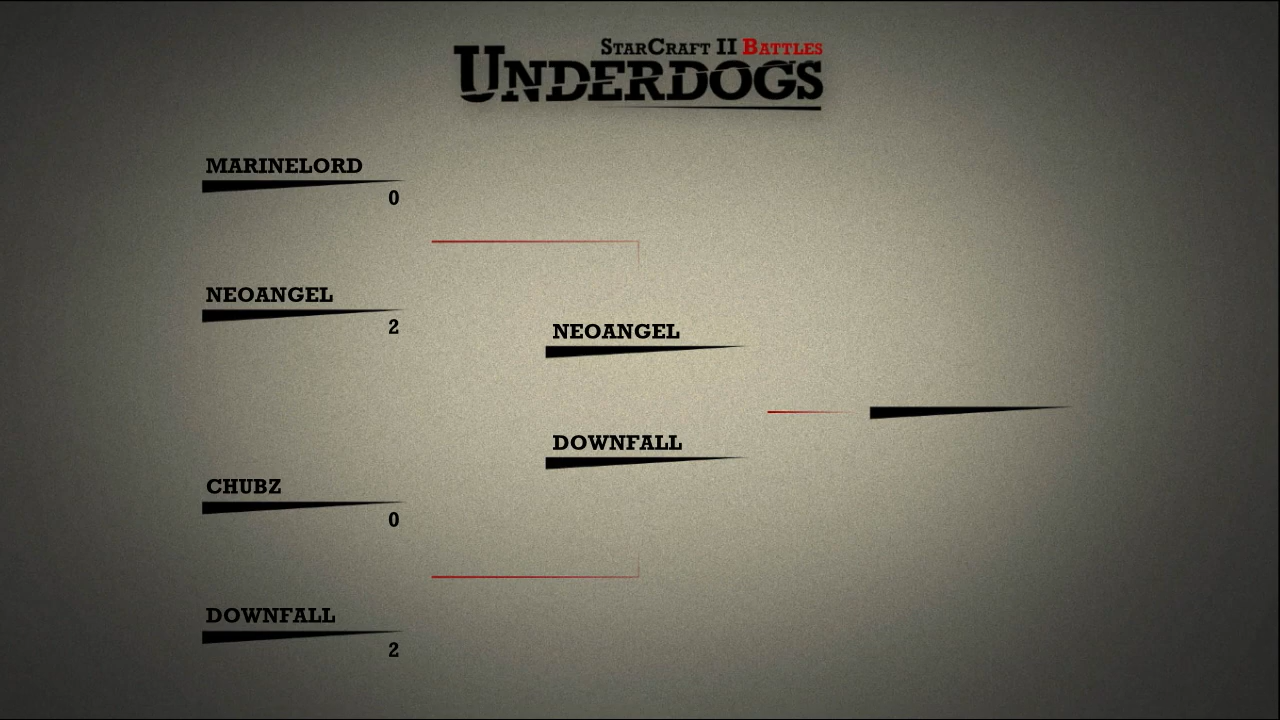 StarCraft II Battles
Underdogs
MARINELORD
0
NEOANGEL
2
NEOANGEL
DOWNFALL
CHUBZ
0
DOWNFALL
2